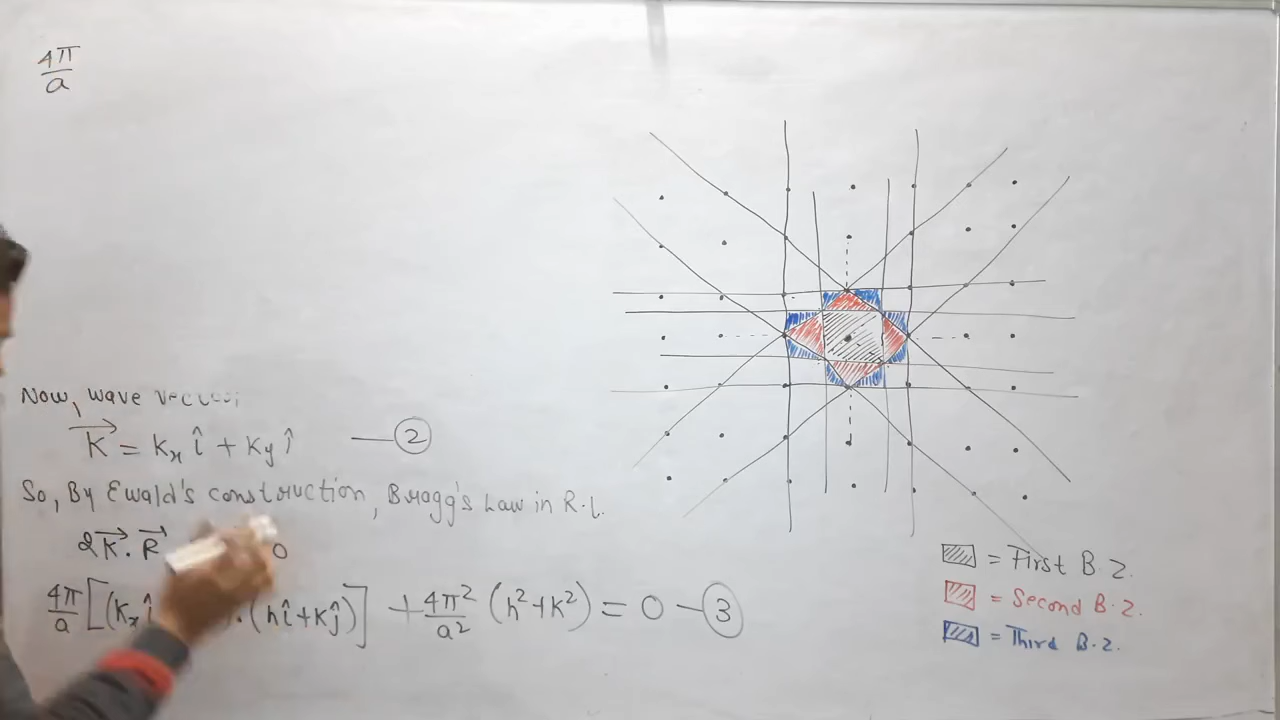 4π/a
Now, wave
K⃗ = Kₓ î + Ky ĵ — ②
So, By Ewald's construction, Bragg's Law in R.L.
2K⃗ . R⃗ 0
4π/a [(Kₓ î . (hî + kĵ)] + 4π²/a² (h² + k²) = 0 — ③
= First B.Z.
= Second B.Z.
= Third B.Z.